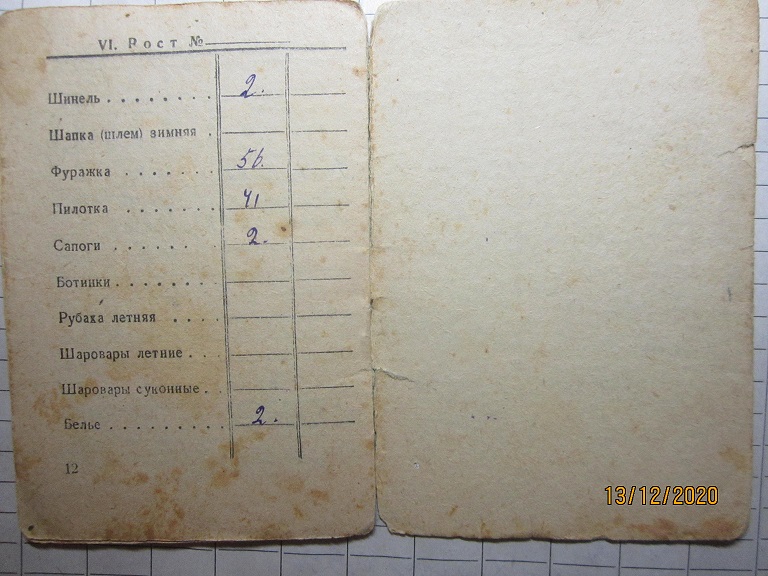 VI. Рост №
Шинель . . . . . . . . 2.
Шапка (шлем) зимняя .
Фуражка . . . . . . . 56.
Пилотка . . . . . . . 41
Сапоги . . . . . . 2.
Ботинки . . . . . . . .
Рубаха летняя . . . .
Шаровары летние . . .
Шаровары суконные .
Белье . . . . . . . . . 2.
12
13/12/2020